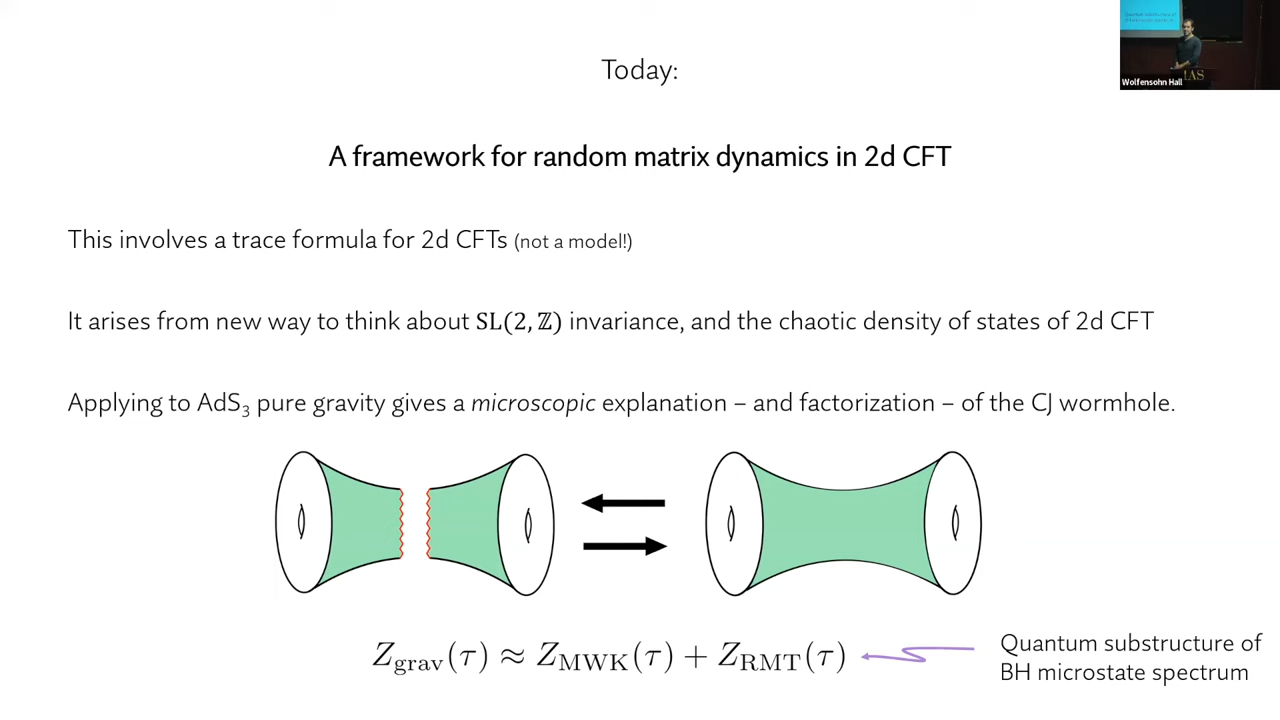 Today:
A framework for random matrix dynamics in 2d CFT
This involves a trace formula for 2d CFTs (not a model!)
It arises from new way to think about SL(2, ℤ) invariance, and the chaotic density of states of 2d CFT
Applying to AdS₃ pure gravity gives a microscopic explanation – and factorization – of the CJ wormhole.
Z_grav(τ) ≈ Z_MWK(τ) + Z_RMT(τ)
Quantum substructure of
BH microstate spectrum
Wolfensohn Hall
IAS